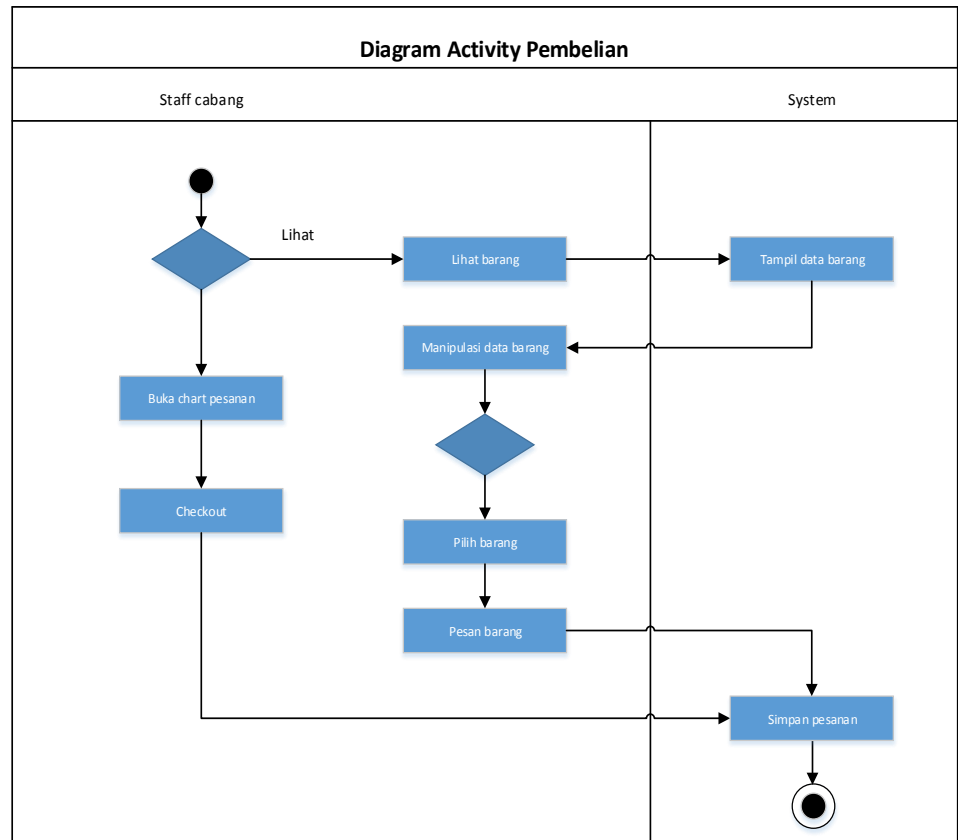 Diagram Activity Pembelian
Staff cabang
System
Lihat
Lihat barang
Tampil data barang
Manipulasi data barang
Buka chart pesanan
Checkout
Pilih barang
Pesan barang
Simpan pesanan